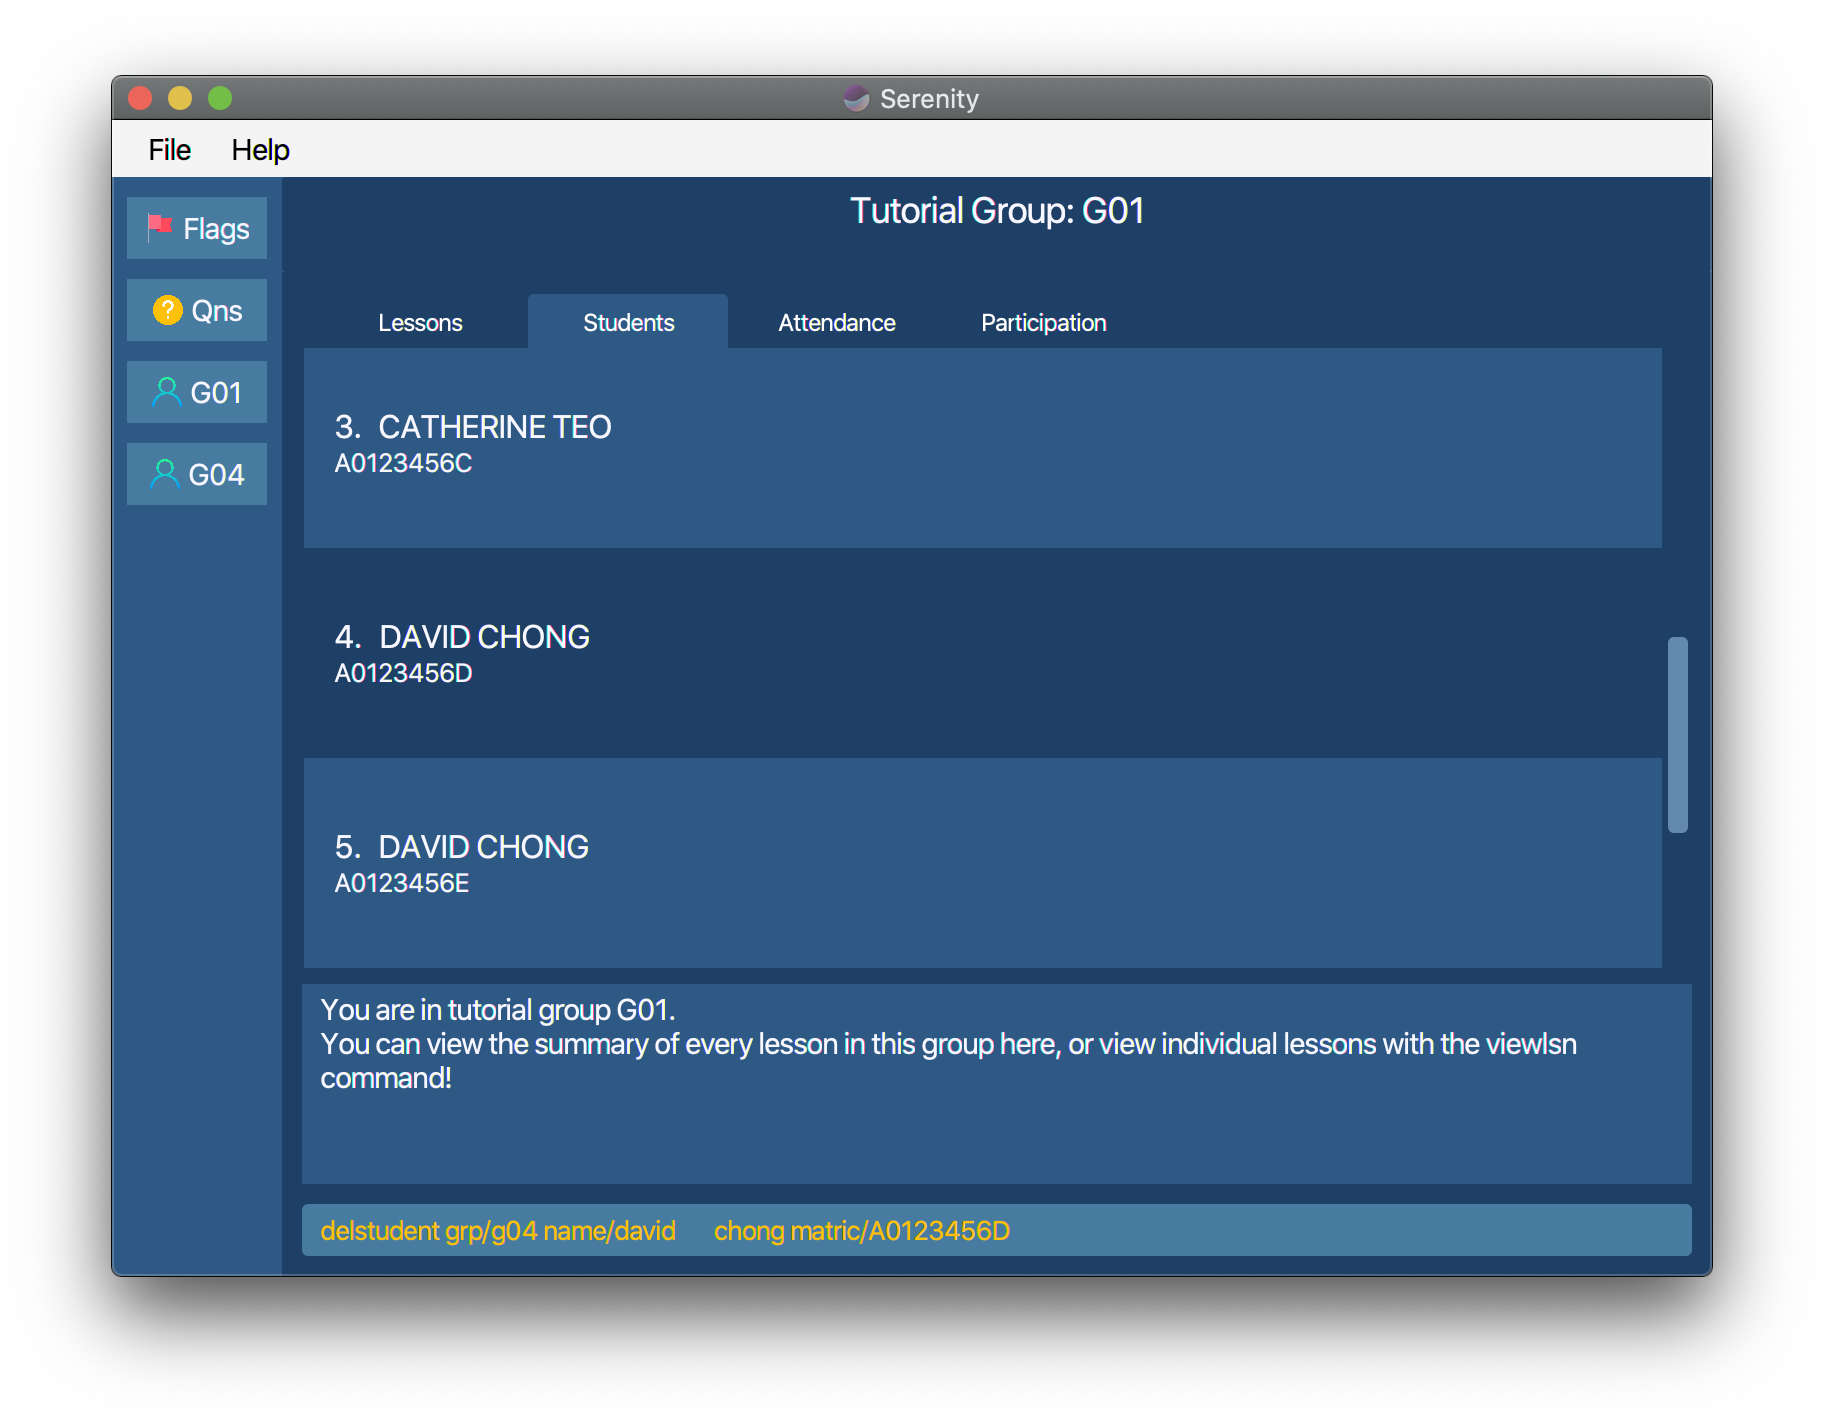 Serenity
File Help
Flags
Qns
G01
G04
Tutorial Group: G01
Lessons Students Attendance Participation
3. CATHERINE TEO
A0123456C
4. DAVID CHONG
A0123456D
5. DAVID CHONG
A0123456E
You are in tutorial group G01.
You can view the summary of every lesson in this group here, or view individual lessons with the viewlsn
command!
delstudent grp/g04 name/david     chong matric/A0123456D